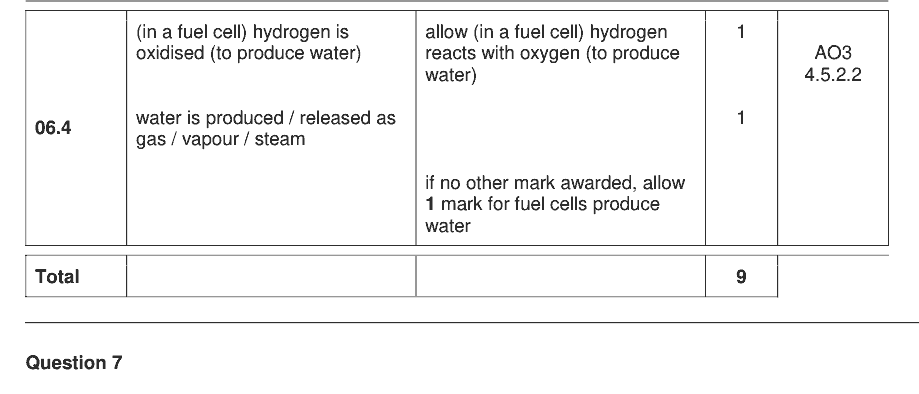 (in a fuel cell) hydrogen is
oxidised (to produce water)
allow (in a fuel cell) hydrogen
reacts with oxygen (to produce
water)
1
AO3
4.5.2.2
06.4
water is produced / released as
gas / vapour / steam
1
if no other mark awarded, allow
1 mark for fuel cells produce
water
Total
9
Question 7